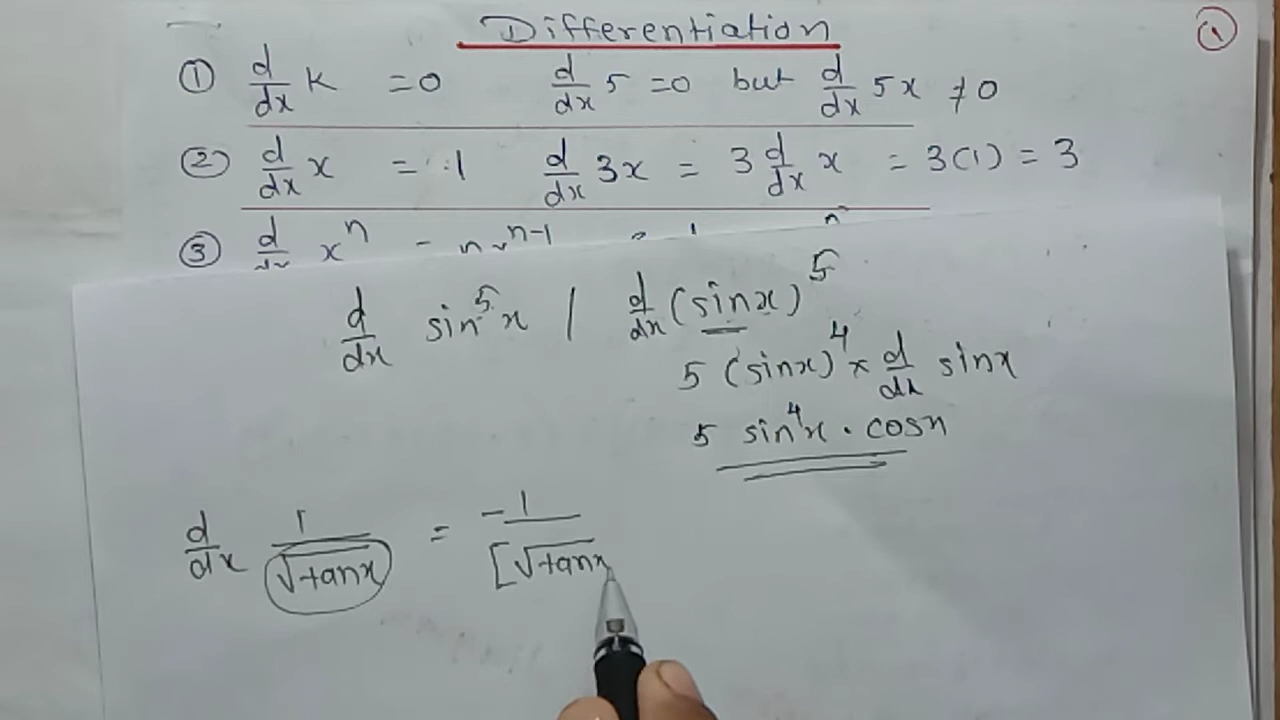 Differentiation
①
① d/dx K = 0 d/dx 5 = 0 but d/dx 5x ≠ 0
② d/dx x = 1 d/dx 3x = 3 d/dx x = 3(1) = 3
③ d/dx xⁿ = n xⁿ⁻¹
d/dx sin⁵x / d/dx (sinx)⁵
5 (sinx)⁴ × d/dx sinx
5 sin⁴x · cosx
d/dx 1/√tanx = -1/[√tanx